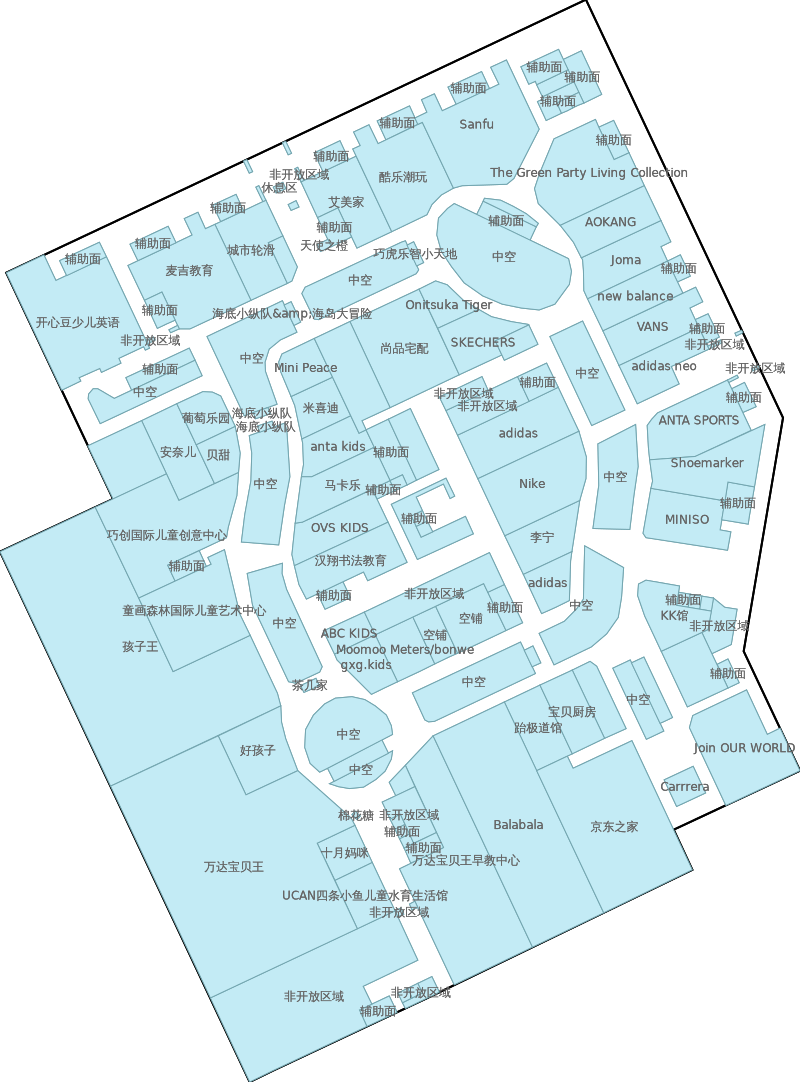 辅助面
辅助面
辅助面
辅助面
辅助面
Sanfu
辅助面
辅助面
非开放区域
The Green Party Living Collection
酷乐潮玩
休息区
艾美家
辅助面
辅助面
AOKANG
辅助面
城市轮滑
天使之橙
辅助面
巧虎乐智小天地
中空
辅助面
Joma
辅助面
麦吉教育
中空
new balance
Onitsuka Tiger
辅助面
海底小纵队&amp;海岛大冒险
开心豆少儿英语
VANS
辅助面
非开放区域
SKECHERS
非开放区域
尚品宅配
中空
adidas neo
非开放区域
辅助面
Mini Peace
中空
辅助面
中空
非开放区域
辅助面
非开放区域
米喜迪
海底小纵队
葡萄乐园
ANTA SPORTS
海底小纵队
adidas
anta kids
安奈儿
贝甜
辅助面
Shoemarker
中空
中空
马卡乐
辅助面
Nike
辅助面
MINISO
辅助面
OVS KIDS
巧创国际儿童创意中心
李宁
汉翔书法教育
辅助面
adidas
辅助面
非开放区域
辅助面
中空
辅助面
童画森林国际儿童艺术中心
KK馆
空铺
中空
非开放区域
ABC KIDS
空铺
孩子王
Moomoo Meters/bonwe
gxg.kids
辅助面
茶几家
中空
中空
宝贝厨房
跆极道馆
中空
好孩子
Join OUR WORLD
中空
Carrrera
棉花糖
非开放区域
Balabala
京东之家
辅助面
辅助面
十月妈咪
万达宝贝王早教中心
万达宝贝王
UCAN四条小鱼儿童水育生活馆
非开放区域
非开放区域
非开放区域
辅助面